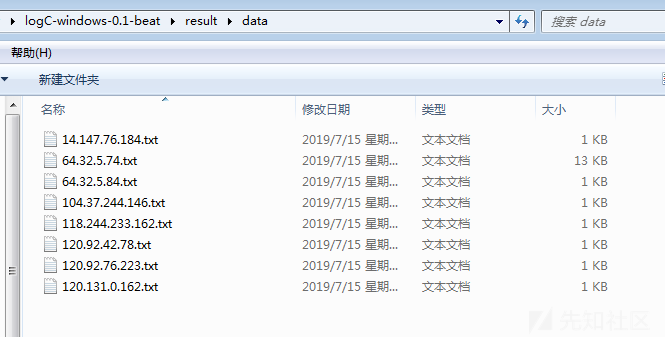 logC-windows-0.1-beat ▸ result ▸ data
搜索 data
帮助(H)
新建文件夹
名称 修改日期 类型 大小
14.147.76.184.txt 2019/7/15 星期... 文本文档 1 KB
64.32.5.74.txt 2019/7/15 星期... 文本文档 13 KB
64.32.5.84.txt 2019/7/15 星期... 文本文档 1 KB
104.37.244.146.txt 2019/7/15 星期... 文本文档 1 KB
118.244.233.162.txt 2019/7/15 星期... 文本文档 1 KB
120.92.42.78.txt 2019/7/15 星期... 文本文档 1 KB
120.92.76.223.txt 2019/7/15 星期... 文本文档 1 KB
120.131.0.162.txt 2019/7/15 星期... 文本文档 1 KB
先知社区